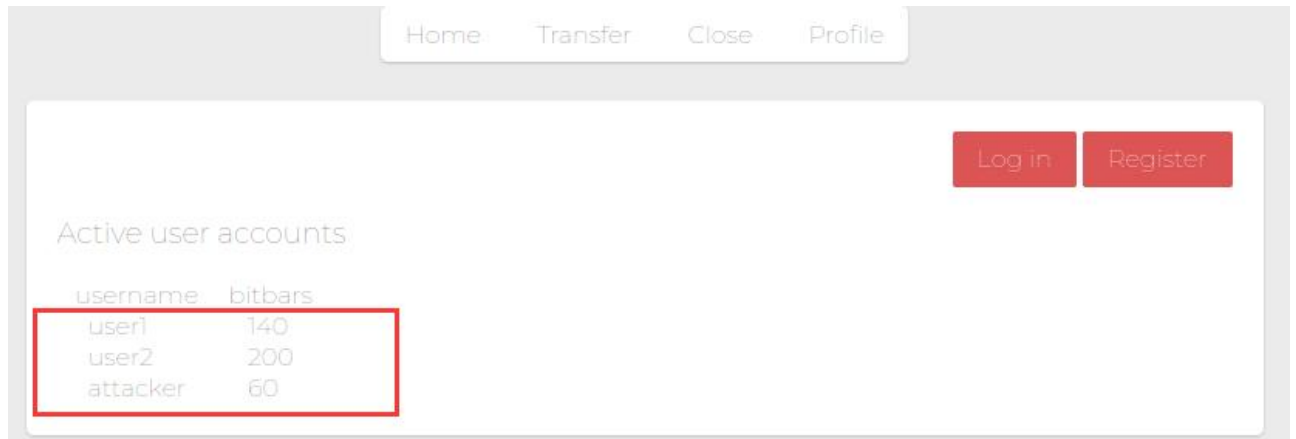 Home Transfer Close Profile
Log in Register
Active user accounts
username bitbars
user1 140
user2 200
attacker 60